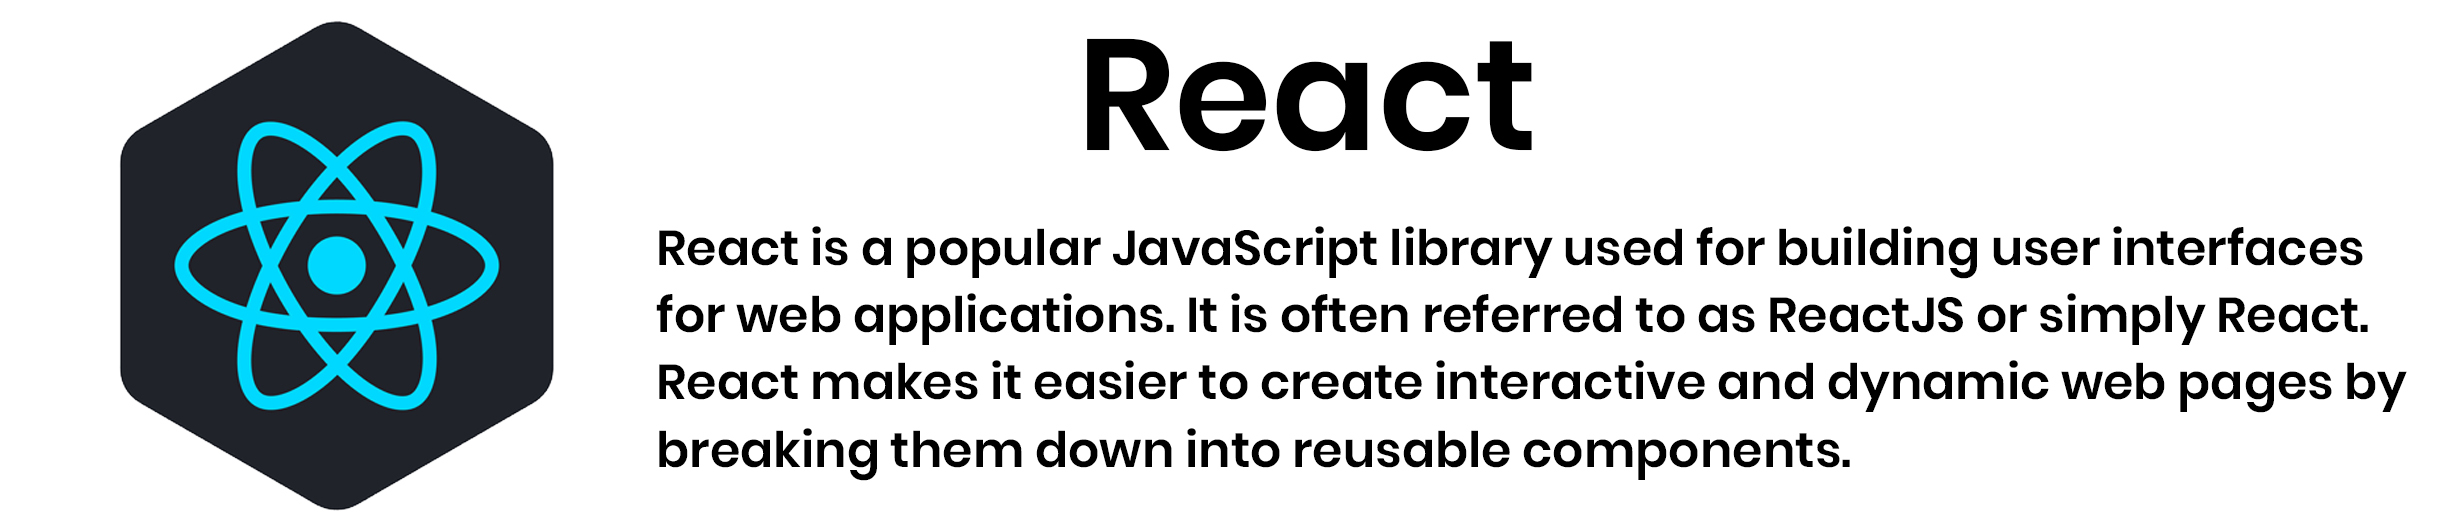 React
React is a popular JavaScript library used for building user interfaces
for web applications. It is often referred to as ReactJS or simply React.
React makes it easier to create interactive and dynamic web pages by
breaking them down into reusable components.